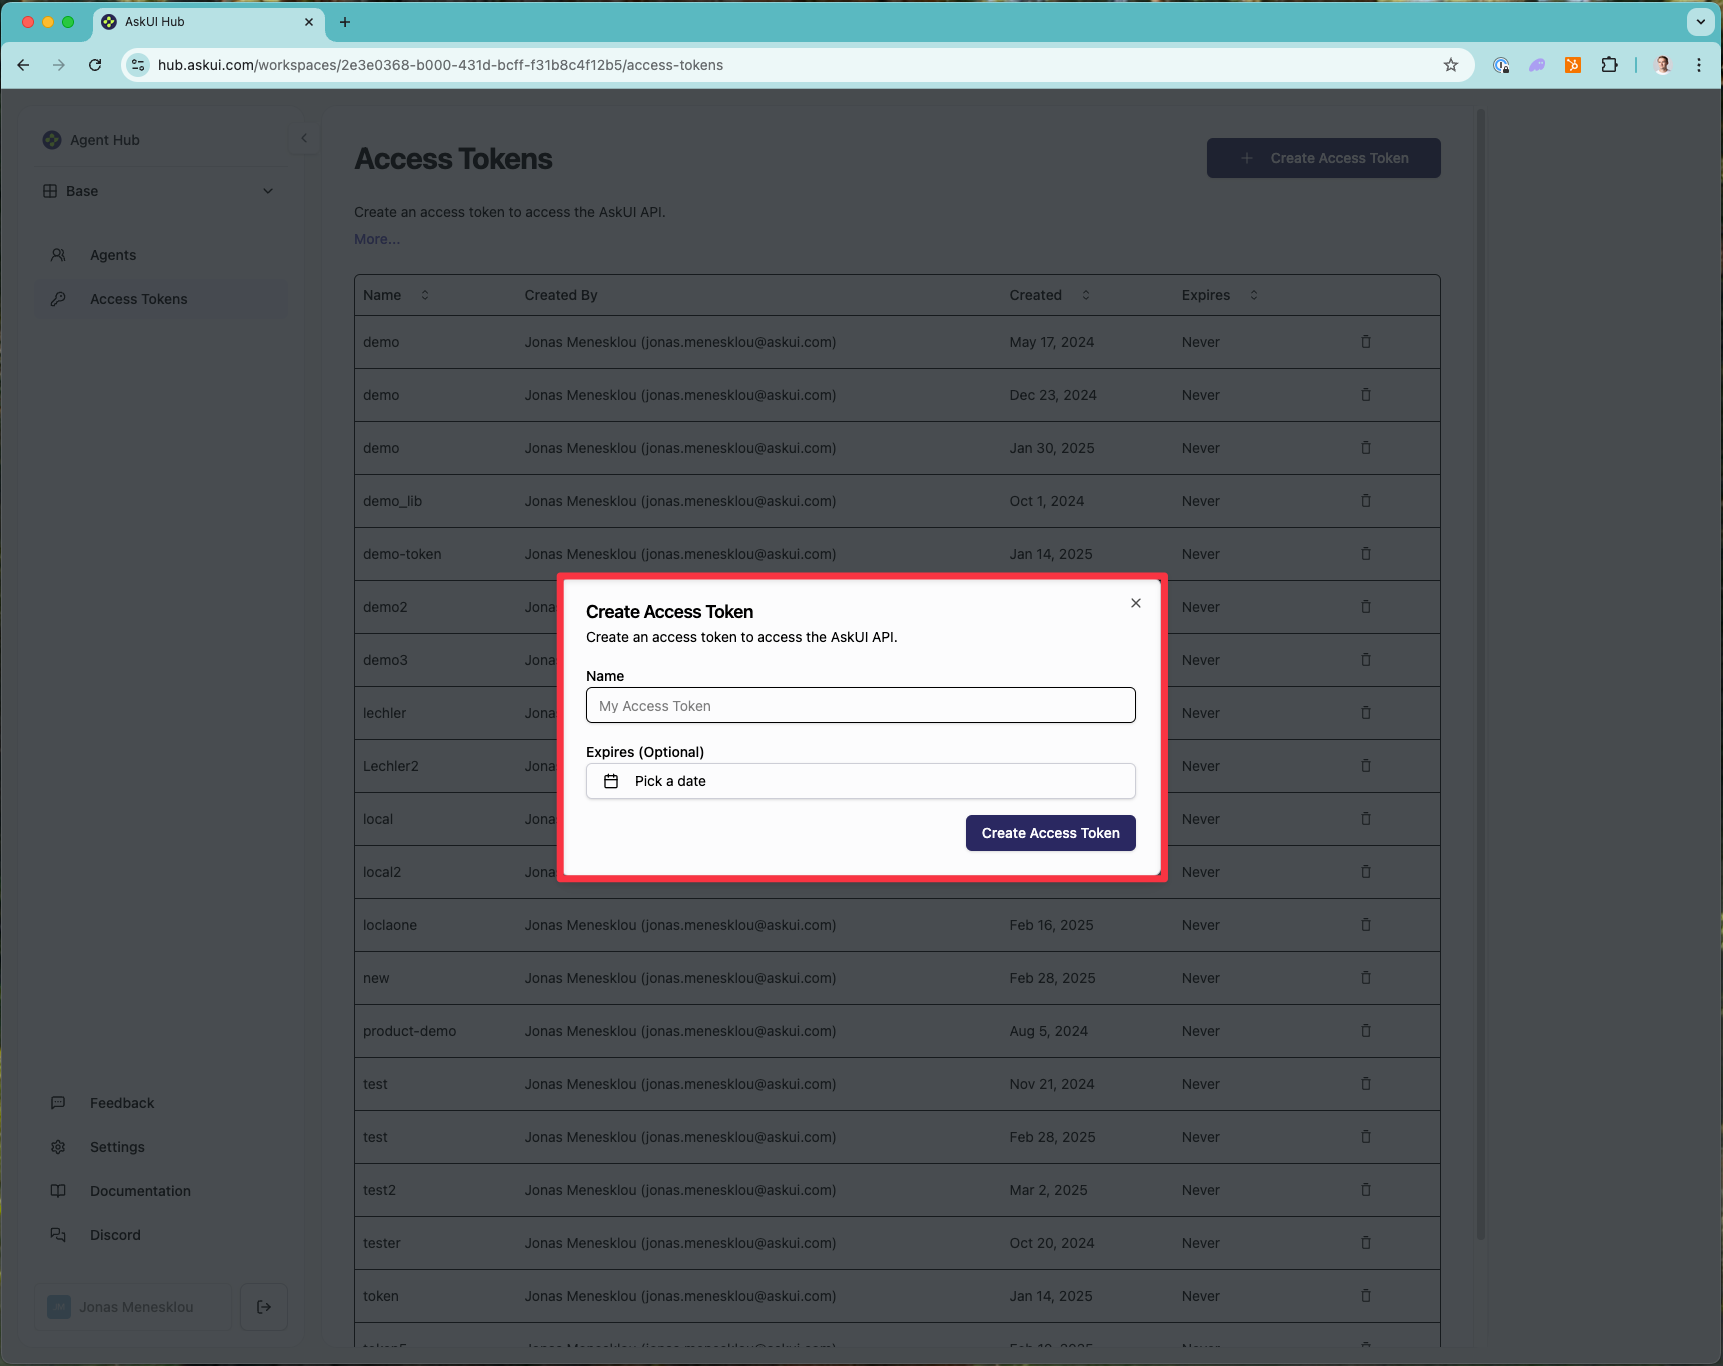 AskUI Hub
hub.askui.com/workspaces/2e3e0368-b000-431d-bcff-f31b8c4f12b5/access-tokens
Agent Hub
Base
Agents
Access Tokens
Feedback
Settings
Documentation
Discord
Jonas Menesklou
Access Tokens
Create Access Token
Create an access token to access the AskUI API.
More...
Name Created By Created Expires
demo Jonas Menesklou (jonas.menesklou@askui.com) May 17, 2024 Never
demo Jonas Menesklou (jonas.menesklou@askui.com) Dec 23, 2024 Never
demo Jonas Menesklou (jonas.menesklou@askui.com) Jan 30, 2025 Never
demo_lib Jonas Menesklou (jonas.menesklou@askui.com) Oct 1, 2024 Never
demo-token Jonas Menesklou (jonas.menesklou@askui.com) Jan 14, 2025 Never
demo2 Jona Never
demo3 Jona Never
lechler Jona Never
Lechler2 Jona Never
local Jona Never
local2 Jona Never
loclaone Jonas Menesklou (jonas.menesklou@askui.com) Feb 16, 2025 Never
new Jonas Menesklou (jonas.menesklou@askui.com) Feb 28, 2025 Never
product-demo Jonas Menesklou (jonas.menesklou@askui.com) Aug 5, 2024 Never
test Jonas Menesklou (jonas.menesklou@askui.com) Nov 21, 2024 Never
test Jonas Menesklou (jonas.menesklou@askui.com) Feb 28, 2025 Never
test2 Jonas Menesklou (jonas.menesklou@askui.com) Mar 2, 2025 Never
tester Jonas Menesklou (jonas.menesklou@askui.com) Oct 20, 2024 Never
token Jonas Menesklou (jonas.menesklou@askui.com) Jan 14, 2025 Never
Create Access Token
Create an access token to access the AskUI API.
Name
My Access Token
Expires (Optional)
Pick a date
Create Access Token